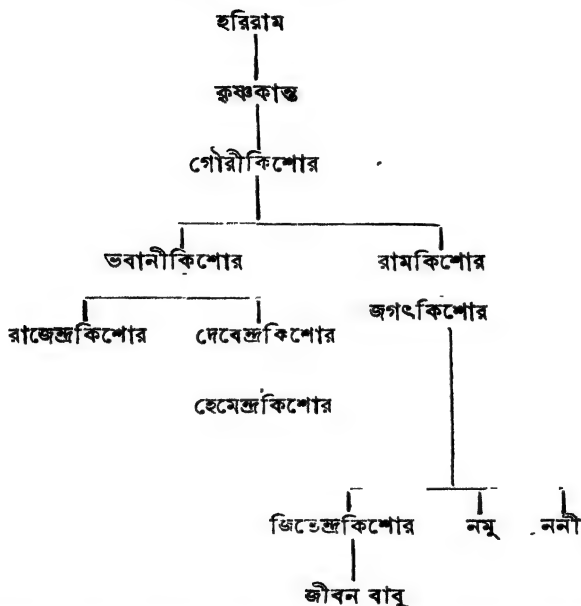 হরিরাম
কৃষ্ণকান্ত
গৌরীকিশোর
ভবানীকিশোর রামকিশোর
জগৎকিশোর
রাজেন্দ্রকিশোর দেবেন্দ্রকিশোর
হেমেন্দ্রকিশোর
জিতেন্দ্রকিশোর নমু ননী
জীবন বাবু